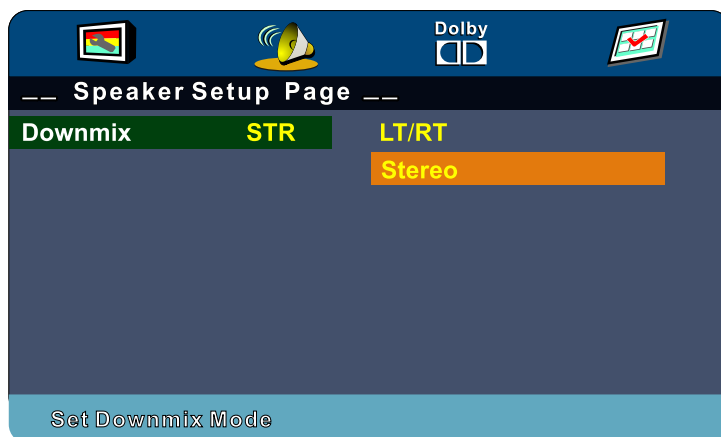 Dolby
__ Speaker Setup Page __
Downmix STR LT/RT
Stereo
Set Downmix Mode